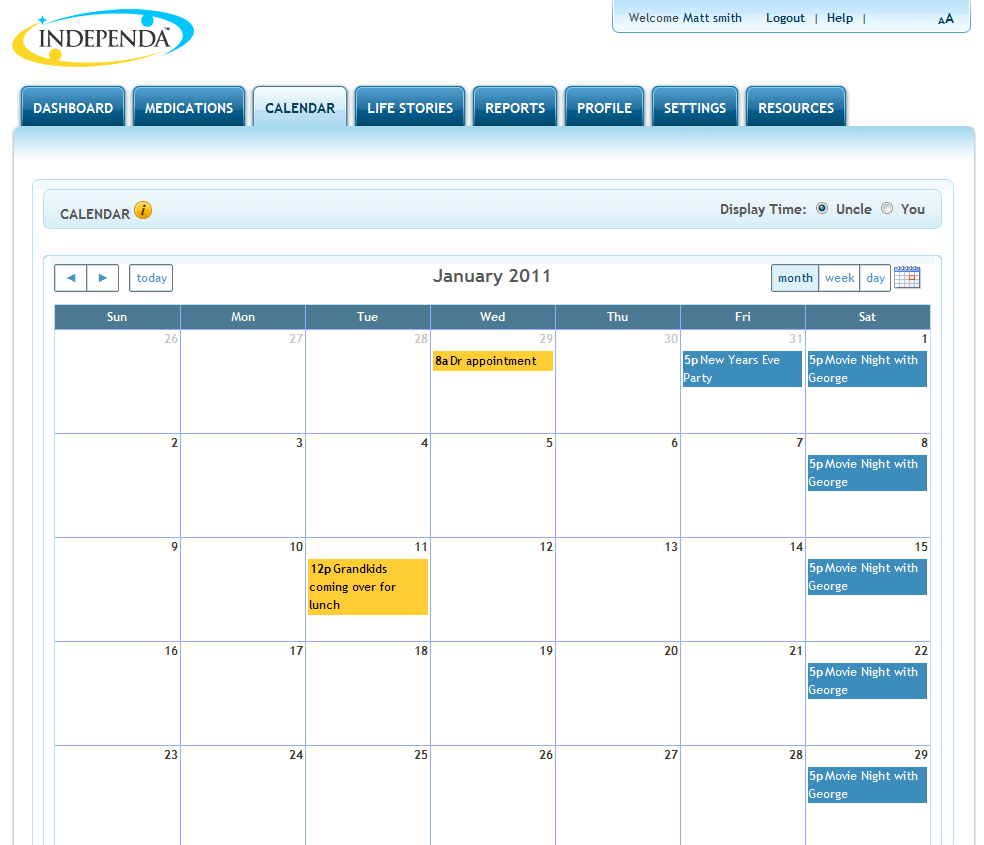 INDEPENDA™
Welcome Matt smith Logout | Help | AA
DASHBOARD MEDICATIONS CALENDAR LIFE STORIES REPORTS PROFILE SETTINGS RESOURCES
CALENDAR i Display Time: Uncle You
◄ ► today January 2011 month week day
Sun Mon Tue Wed Thu Fri Sat
26 27 28 29 30 31 1
8a Dr appointment
5p New Years Eve
Party
5p Movie Night with
George
2 3 4 5 6 7 8
5p Movie Night with
George
9 10 11 12 13 14 15
12p Grandkids
coming over for
lunch
5p Movie Night with
George
16 17 18 19 20 21 22
5p Movie Night with
George
23 24 25 26 27 28 29
5p Movie Night with
George